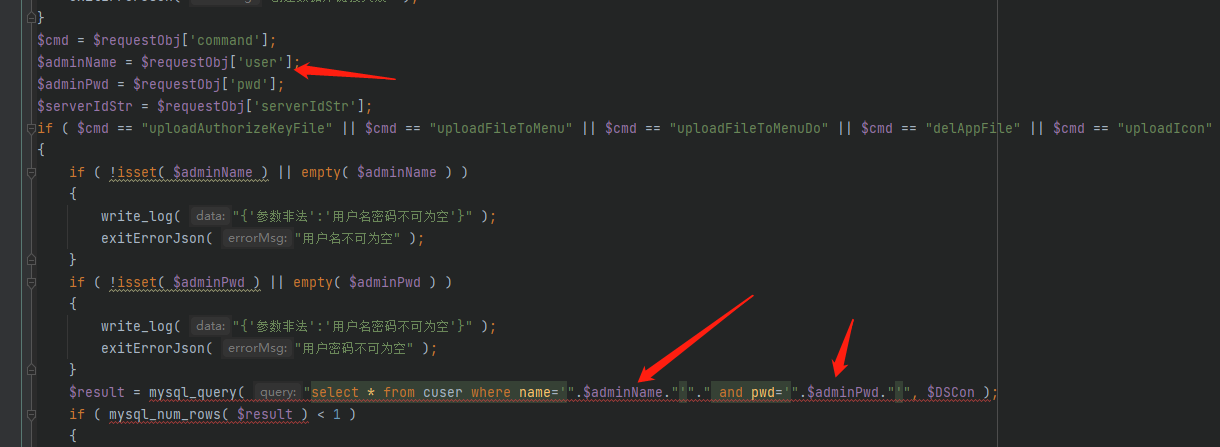 }
$cmd = $requestObj['command'];
$adminName = $requestObj['user'];
$adminPwd = $requestObj['pwd'];
$serverIdStr = $requestObj['serverIdStr'];
if ( $cmd == "uploadAuthorizeKeyFile" || $cmd == "uploadFileToMenu" || $cmd == "uploadFileToMenuDo" || $cmd == "delAppFile" || $cmd == "uploadIcon"
{
if ( !isset( $adminName ) || empty( $adminName ) )
{
write_log( data: "{'参数非法':'用户名密码不可为空'}" );
exitErrorJson( errorMsg: "用户名不可为空" );
}
if ( !isset( $adminPwd ) || empty( $adminPwd ) )
{
write_log( data: "{'参数非法':'用户名密码不可为空'}" );
exitErrorJson( errorMsg: "用户密码不可为空" );
}
$result = mysql_query( query: "select * from cuser where name='".$adminName."'"." and pwd='".$adminPwd."'", $DSCon );
if ( mysql_num_rows( $result ) < 1 )
{